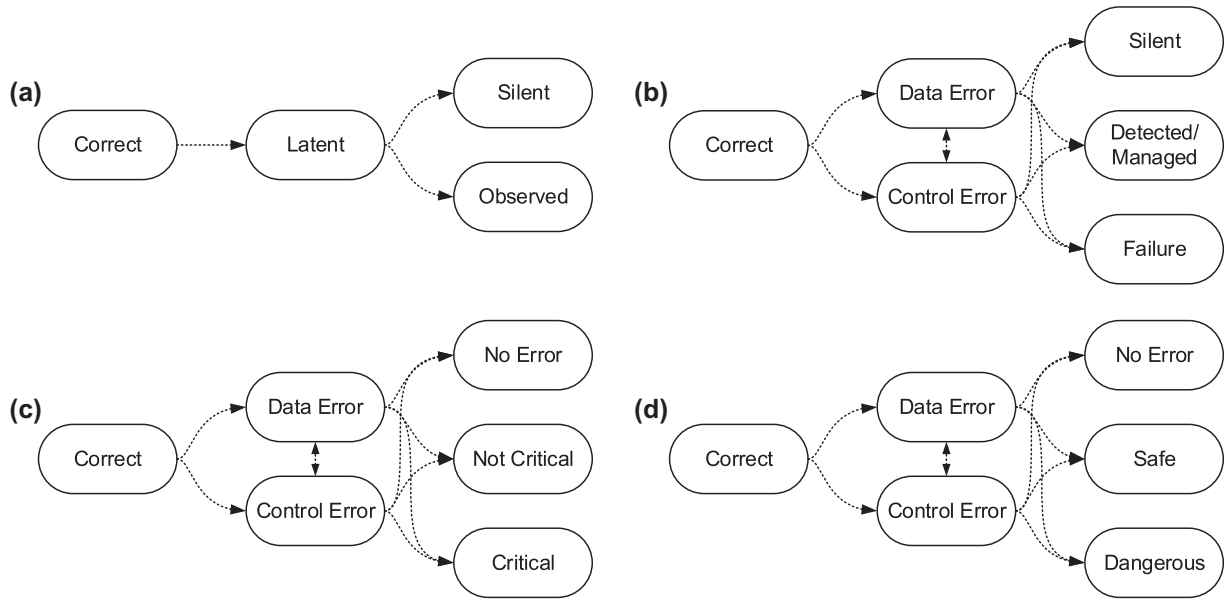 (a)
Correct
Latent
Silent
Observed
(b)
Correct
Data Error
Control Error
Silent
Detected/
Managed
Failure
(c)
Correct
Data Error
Control Error
No Error
Not Critical
Critical
(d)
Correct
Data Error
Control Error
No Error
Safe
Dangerous